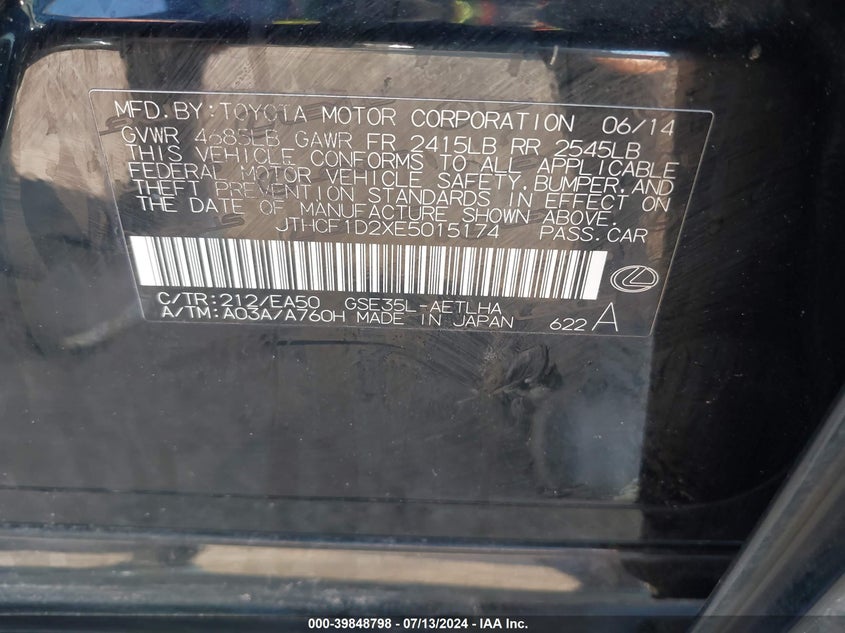 MFD.BY:TOYOTA MOTOR CORPORATION 06/14
GVWR 4685LB GAWR FR 2415LB RR 2545LB
THIS VEHICLE CONFORMS TO ALL APPLICABLE
FEDERAL MOTOR VEHICLE SAFETY,BUMPER,AND
THEFT PREVENTION STANDARDS IN EFFECT ON
THE DATE OF MANUFACTURE SHOWN ABOVE.
JTHCF1D2XE5015174 PASS.CAR
C/TR:212/EA50 GSE35L-AETLHA
A/TM:A03A/A760H MADE IN JAPAN 622 A
000-39848798 - 07/13/2024 - IAA Inc.